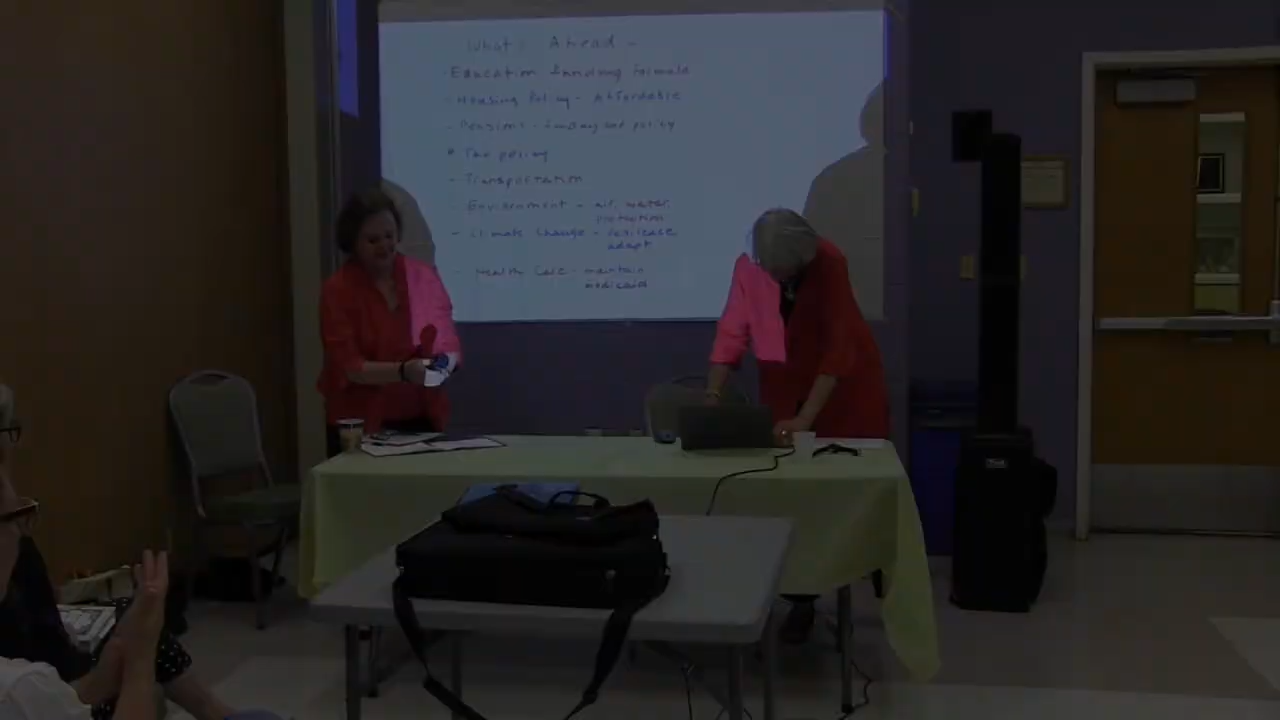 What's Ahead -
- Education funding formula
- Housing Policy - Affordable
- Pensions - funding and policy
* Tax policy
- Transportation
- Environment - air, water
protection
- Climate Change - resilience
adapt
- Health Care - maintain
medicaid